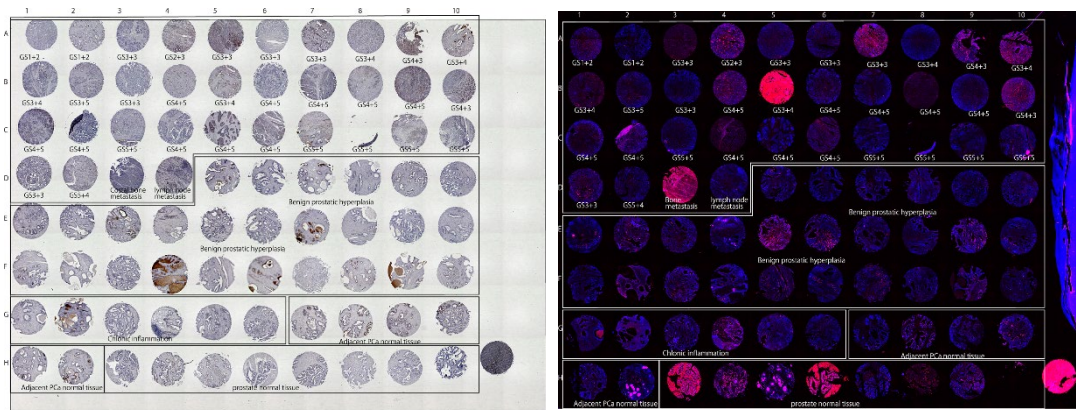 1 2 3 4 5 6 7 8 9 10
A
GS1+2 GS1+2 GS3+3 GS2+3 GS3+3 GS3+3 GS3+3 GS3+4 GS4+3 GS3+4
B
GS3+4 GS3+5 GS3+3 GS4+5 GS3+4 GS4+5 GS4+5 GS4+5 GS4+5 GS4+3
C
GS4+5 GS4+5 GS5+5 GS4+5 GS4+5 GS4+5 GS5+5 GS5+5 GS5+5
D
GS3+3 GS5+4 Costal bone lymph node
metastasis metastasis
Benign prostatic hyperplasia
E
Benign prostatic hyperplasia
F
G
Chlonic inflammation Adjacent PCa normal tissue
H
Adjacent PCa normal tissue prostate normal tissue
1 2 3 4 5 6 7 8 9 10
A
GS1+2 GS1+2 GS3+3 GS2+3 GS3+3 GS3+3 GS3+4 GS4+3 GS3+4
B
GS3+4 GS3+5 GS3+3 GS4+5 GS3+4 GS4+5 GS4+5 GS4+5 GS4+5 GS4+3
C
GS4+5 GS4+5 GS5+5 GS4+5 GS4+5 GS4+5 GS5+5 GS5+5 GS5+5 GS5+5
D
GS3+3 GS5+4 Bone lymph node
metastasis metastasis
Benign prostatic hyperplasia
E
Benign prostatic hyperplasia
F
G
Chlonic inflammation Adjacent PCa normal tissue
H
Adjacent PCa normal tissue prostate normal tissue